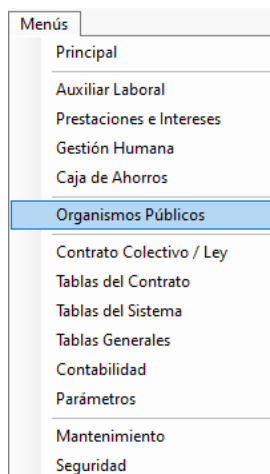 Menús
Principal
Auxiliar Laboral
Prestaciones e Intereses
Gestión Humana
Caja de Ahorros
Organismos Públicos
Contrato Colectivo / Ley
Tablas del Contrato
Tablas del Sistema
Tablas Generales
Contabilidad
Parámetros
Mantenimiento
Seguridad